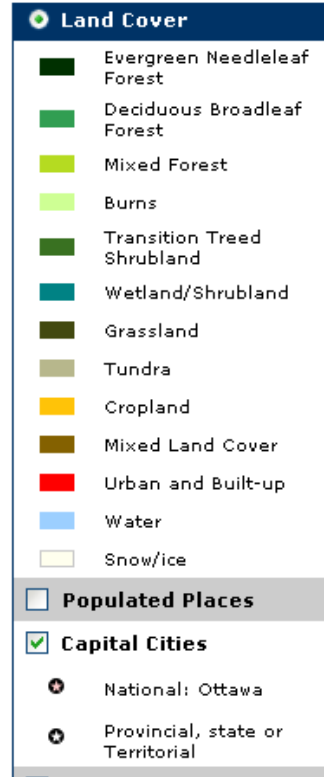 Land Cover
Evergreen Needleleaf
Forest
Deciduous Broadleaf
Forest
Mixed Forest
Burns
Transition Treed
Shrubland
Wetland/Shrubland
Grassland
Tundra
Cropland
Mixed Land Cover
Urban and Built-up
Water
Snow/ice
Populated Places
Capital Cities
National: Ottawa
Provincial, state or
Territorial